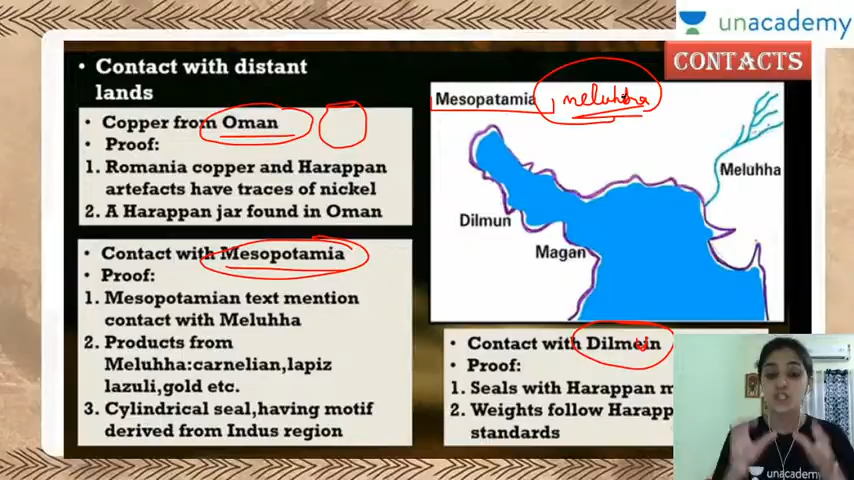 unacademy
CONTACTS
• Contact with distant
lands
• Copper from Oman
• Proof:
1. Romania copper and Harappan
artefacts have traces of nickel
2. A Harappan jar found in Oman
• Contact with Mesopotamia
• Proof:
1. Mesopotamian text mention
contact with Meluhha
2. Products from
Meluhha:carnelian,lapiz
lazuli,gold etc.
3. Cylindrical seal,having motif
derived from Indus region
Mesopatamia, meluhha
Meluhha
Dilmun
Magan
• Contact with Dilmein
• Proof:
1. Seals with Harappan m
2. Weights follow Harapp
standards
unacademy